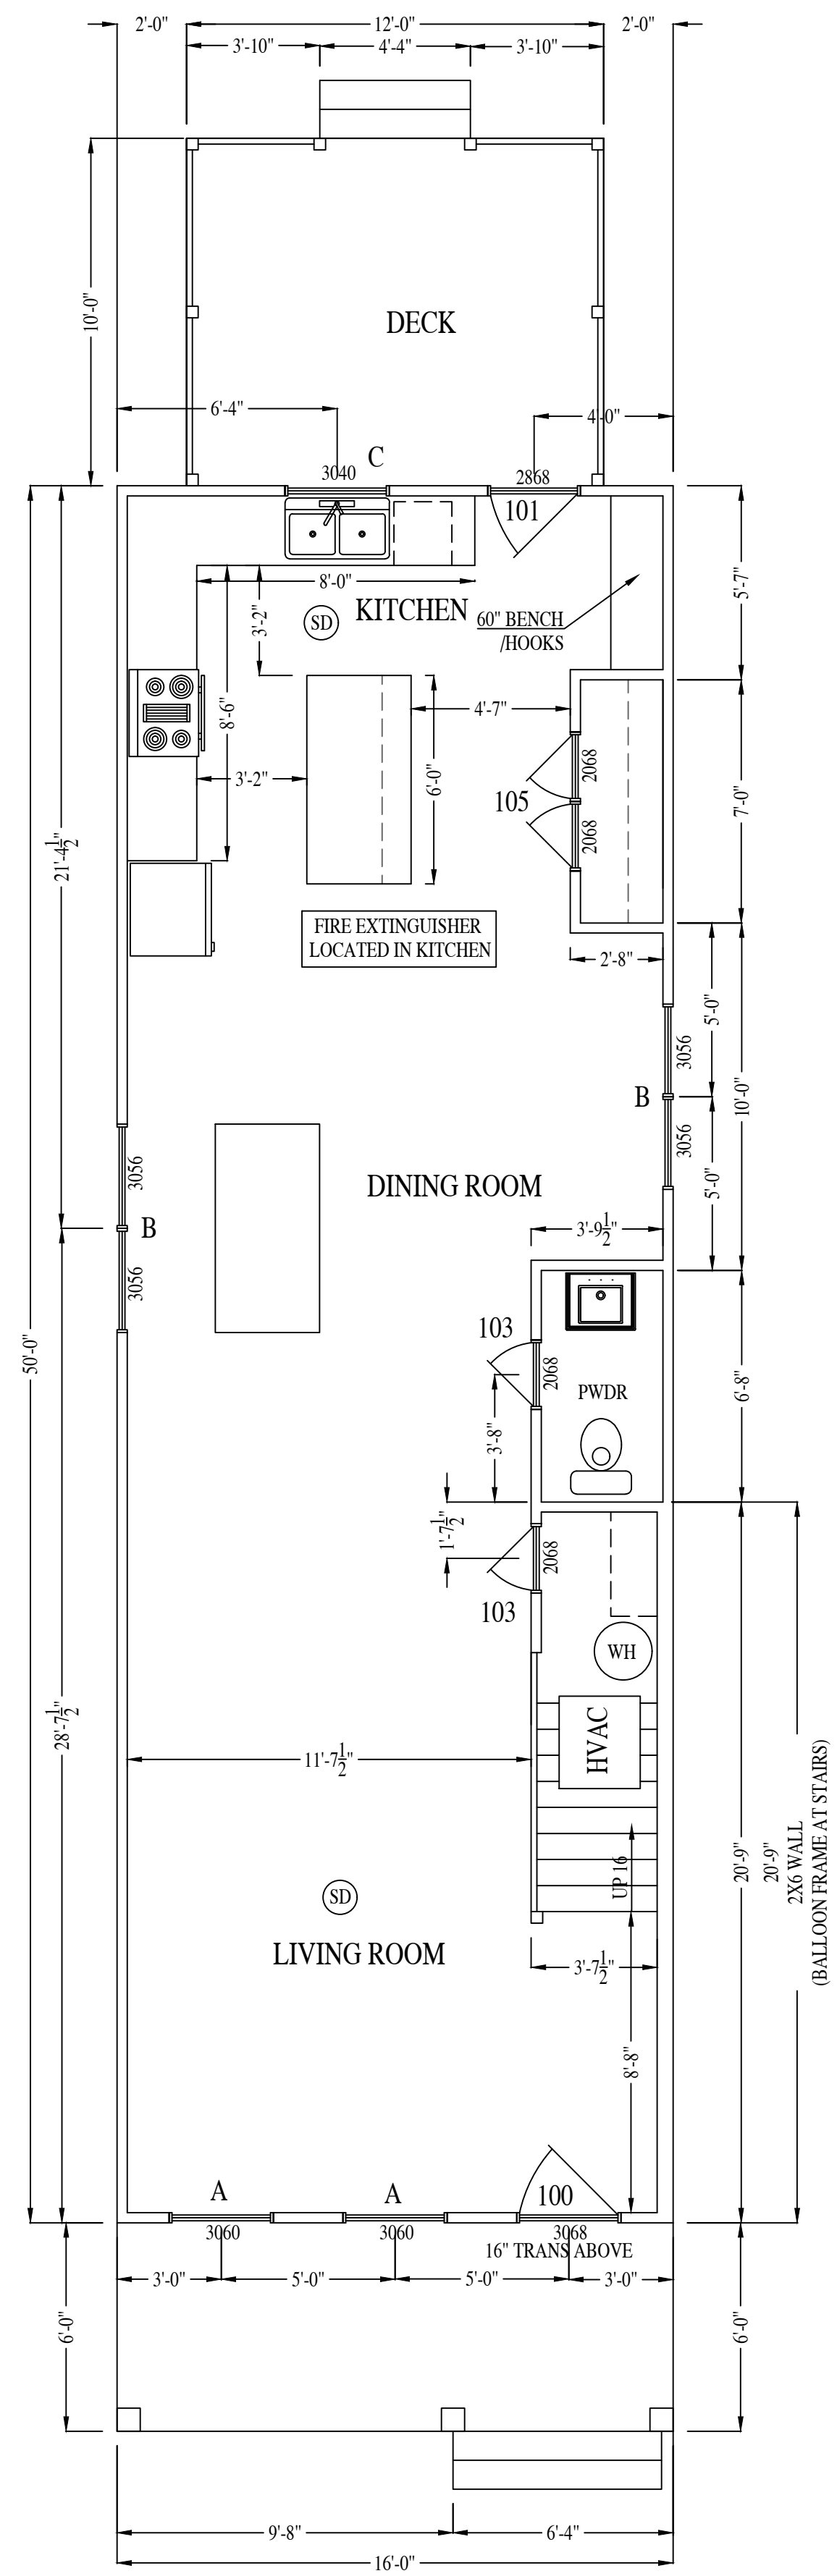 2'-0" 12'-0" 2'-0"
3'-10" 4'-4" 3'-10"
10'-0"
DECK
6'-4" 4'-0"
C
3040 2868
101
8'-0"
KITCHEN
SD
3'-2"
60" BENCH
/HOOKS
5'-7"
8'-6"
4'-7"
3'-2"
6'-0"
2068
105
2068
7'-0"
21'-4 1/2"
FIRE EXTINGUISHER
LOCATED IN KITCHEN
2'-8"
5'-0"
3056
B
10'-0"
3056
5'-0"
3056
B
3056
DINING ROOM
3'-9 1/2"
50'-0"
103
2068
PWDR
6'-8"
3'-8"
1'-7 1/2"
2068
103
WH
28'-7 1/2"
HVAC
11'-7 1/2"
UP 16
20'-9"
20'-9"
2X6 WALL
(BALLOON FRAME AT STAIRS)
SD
LIVING ROOM
3'-7 1/2"
8'-8"
A A 100
3060 3060 3068
16" TRANS ABOVE
3'-0" 5'-0" 5'-0" 3'-0"
6'-0" 6'-0"
9'-8" 6'-4"
16'-0"